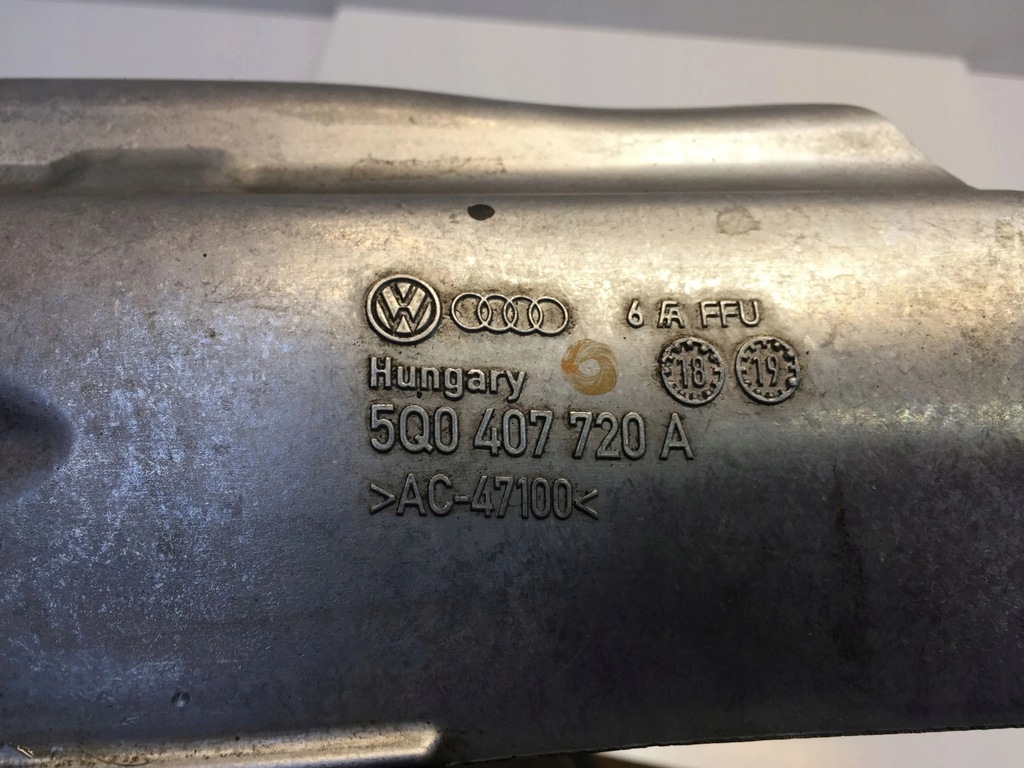 6 FFU
Hungary
18 19
5Q0 407 720 A
>AC-47100<